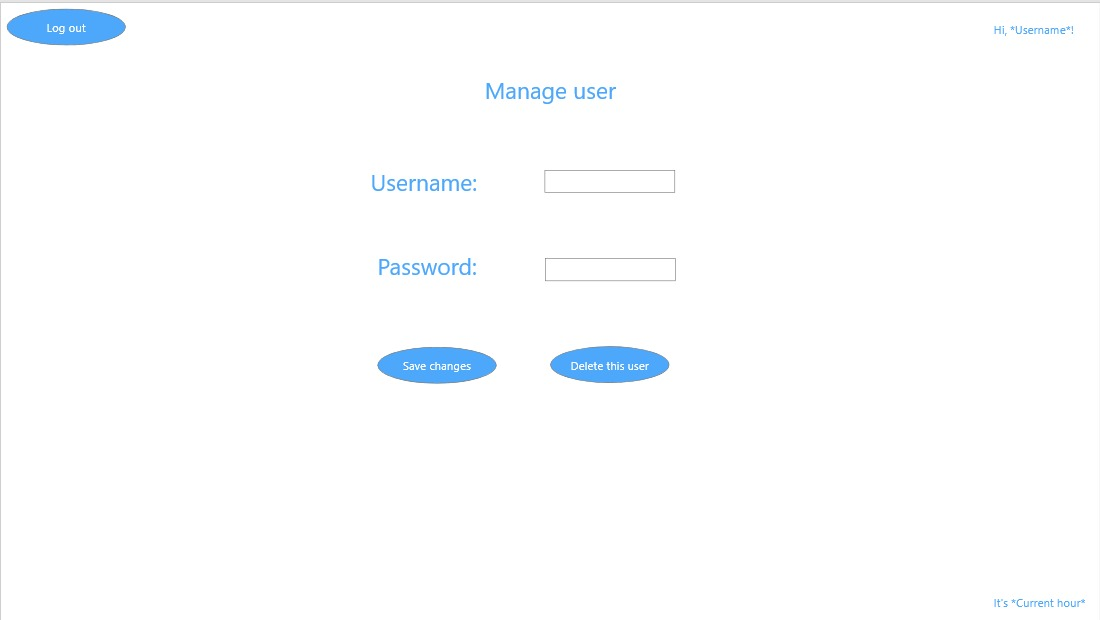 Log out
Hi, *Username*!
Manage user
Username:
Password:
Save changes
Delete this user
It's *Current hour*